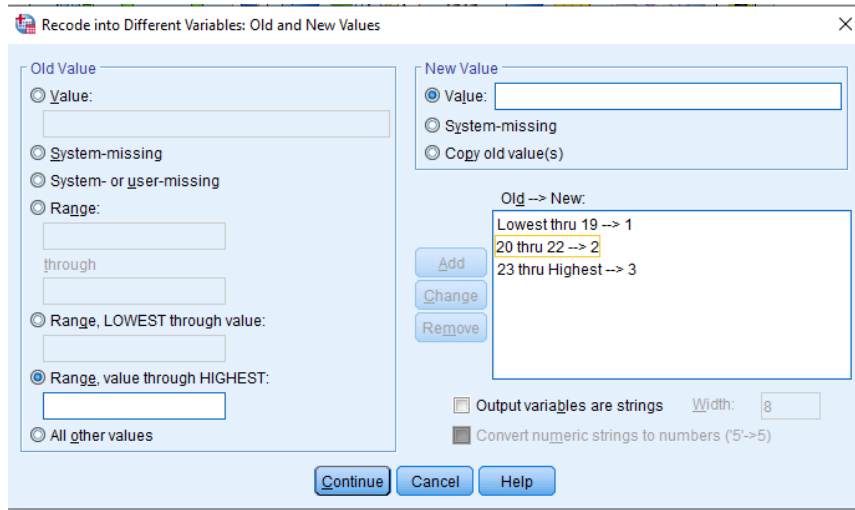 Recode into Different Variables: Old and New Values
Old Value
Value:
System-missing
System- or user-missing
Range:
through
Range, LOWEST through value:
Range, value through HIGHEST:
All other values
New Value
Value:
System-missing
Copy old value(s)
Old --> New:
Lowest thru 19 --> 1
20 thru 22 --> 2
23 thru Highest --> 3
Add
Change
Remove
Output variables are strings Width: 8
Convert numeric strings to numbers ('5'->5)
Continue Cancel Help